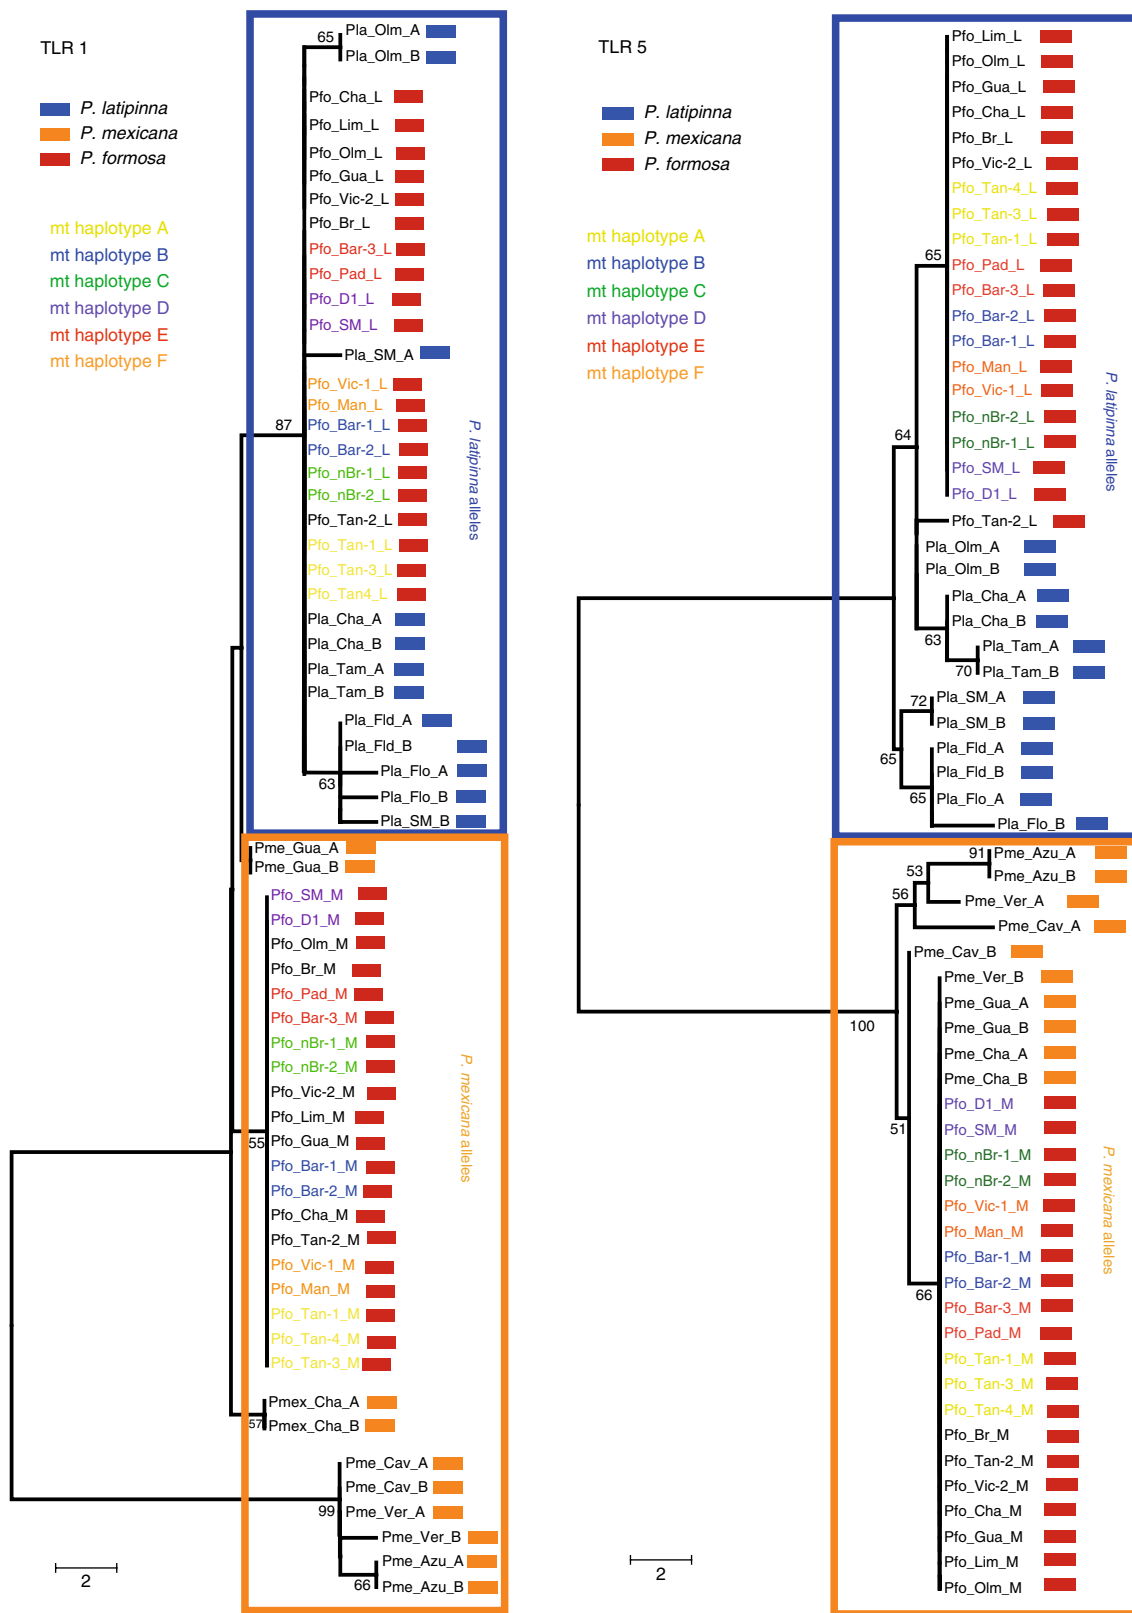 TLR 1
P. latipinna
P. mexicana
P. formosa
mt haplotype A
mt haplotype B
mt haplotype C
mt haplotype D
mt haplotype E
mt haplotype F
65
Pla_Olm_A
Pla_Olm_B
Pfo_Cha_L
Pfo_Lim_L
Pfo_Olm_L
Pfo_Gua_L
Pfo_Vic-2_L
Pfo_Br_L
Pfo_Bar-3_L
Pfo_Pad_L
Pfo_D1_L
Pfo_SM_L
Pla_SM_A
Pfo_Vic-1_L
Pfo_Man_L
87
Pfo_Bar-1_L
Pfo_Bar-2_L
Pfo_nBr-1_L
Pfo_nBr-2_L
Pfo_Tan-2_L
Pfo_Tan-1_L
Pfo_Tan-3_L
Pfo_Tan4_L
Pla_Cha_A
Pla_Cha_B
Pla_Tam_A
Pla_Tam_B
Pla_Fld_A
Pla_Fld_B
Pla_Flo_A
63
Pla_Flo_B
Pla_SM_B
P. latipinna alleles
Pme_Gua_A
Pme_Gua_B
Pfo_SM_M
Pfo_D1_M
Pfo_Olm_M
Pfo_Br_M
Pfo_Pad_M
Pfo_Bar-3_M
Pfo_nBr-1_M
Pfo_nBr-2_M
Pfo_Vic-2_M
Pfo_Lim_M
55
Pfo_Gua_M
Pfo_Bar-1_M
Pfo_Bar-2_M
Pfo_Cha_M
Pfo_Tan-2_M
Pfo_Vic-1_M
Pfo_Man_M
Pfo_Tan-1_M
Pfo_Tan-4_M
Pfo_Tan-3_M
Pmex_Cha_A
57
Pmex_Cha_B
Pme_Cav_A
Pme_Cav_B
99
Pme_Ver_A
Pme_Ver_B
Pme_Azu_A
66
Pme_Azu_B
P. mexicana alleles
2
TLR 5
P. latipinna
P. mexicana
P. formosa
mt haplotype A
mt haplotype B
mt haplotype C
mt haplotype D
mt haplotype E
mt haplotype F
Pfo_Lim_L
Pfo_Olm_L
Pfo_Gua_L
Pfo_Cha_L
Pfo_Br_L
Pfo_Vic-2_L
Pfo_Tan-4_L
Pfo_Tan-3_L
Pfo_Tan-1_L
65
Pfo_Pad_L
Pfo_Bar-3_L
Pfo_Bar-2_L
Pfo_Bar-1_L
Pfo_Man_L
Pfo_Vic-1_L
Pfo_nBr-2_L
64
Pfo_nBr-1_L
Pfo_SM_L
Pfo_D1_L
Pfo_Tan-2_L
Pla_Olm_A
Pla_Olm_B
Pla_Cha_A
Pla_Cha_B
63
Pla_Tam_A
70
Pla_Tam_B
72
Pla_SM_A
Pla_SM_B
65
Pla_Fld_A
Pla_Fld_B
65
Pla_Flo_A
Pla_Flo_B
P. latipinna alleles
91
Pme_Azu_A
53
Pme_Azu_B
56
Pme_Ver_A
Pme_Cav_A
Pme_Cav_B
Pme_Ver_B
Pme_Gua_A
100
Pme_Gua_B
Pme_Cha_A
Pme_Cha_B
Pfo_D1_M
51
Pfo_SM_M
Pfo_nBr-1_M
Pfo_nBr-2_M
Pfo_Vic-1_M
Pfo_Man_M
Pfo_Bar-1_M
Pfo_Bar-2_M
66
Pfo_Bar-3_M
Pfo_Pad_M
Pfo_Tan-1_M
Pfo_Tan-3_M
Pfo_Tan-4_M
Pfo_Br_M
Pfo_Tan-2_M
Pfo_Vic-2_M
Pfo_Cha_M
Pfo_Gua_M
Pfo_Lim_M
Pfo_Olm_M
P. mexicana alleles
2